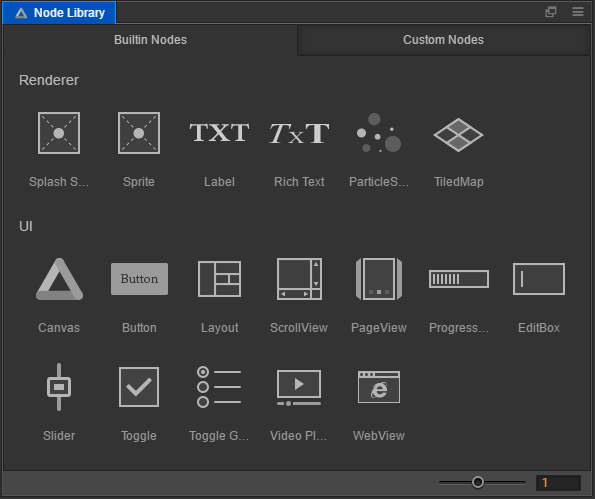 Node Library
Builtin Nodes Custom Nodes
Renderer
TXT TxT
Splash S... Sprite Label Rich Text ParticleS... TiledMap
UI
Button
Canvas Button Layout ScrollView PageView Progress... EditBox
Slider Toggle Toggle G... Video Pl... WebView
1